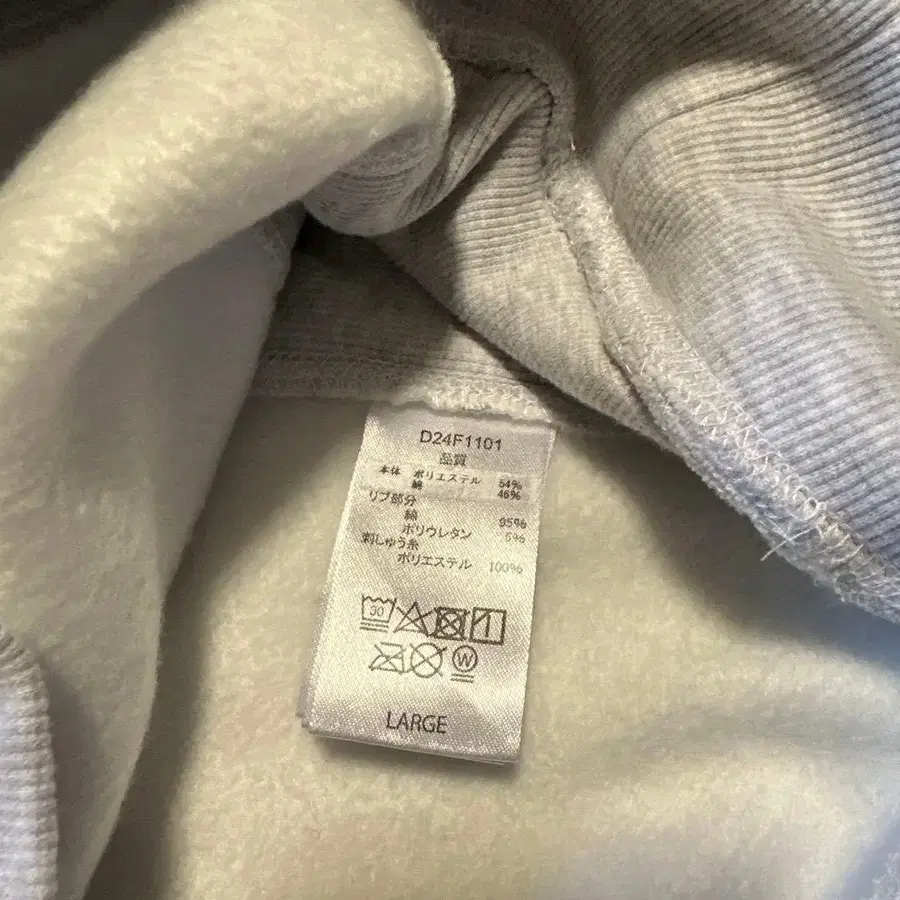 D24F1101
品質
本体 ポリエステル 54%
綿 46%
リブ部分
綿 95%
ポリウレタン 5%
刺しゅう糸
ポリエステル 100%
30
W
LARGE